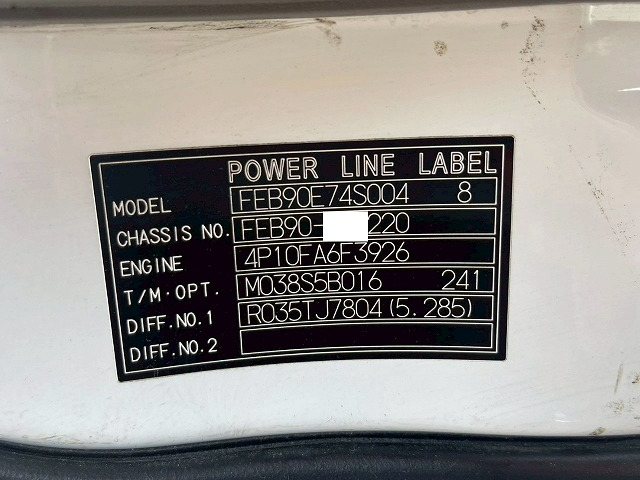 POWER LINE LABEL
MODEL FEB90E74S004 8
CHASSIS NO. FEB90- 220
ENGINE 4P10FA6F3926
T/M·OPT. M038S5B016 241
DIFF.NO.1 R035TJ7804(5.285)
DIFF.NO.2